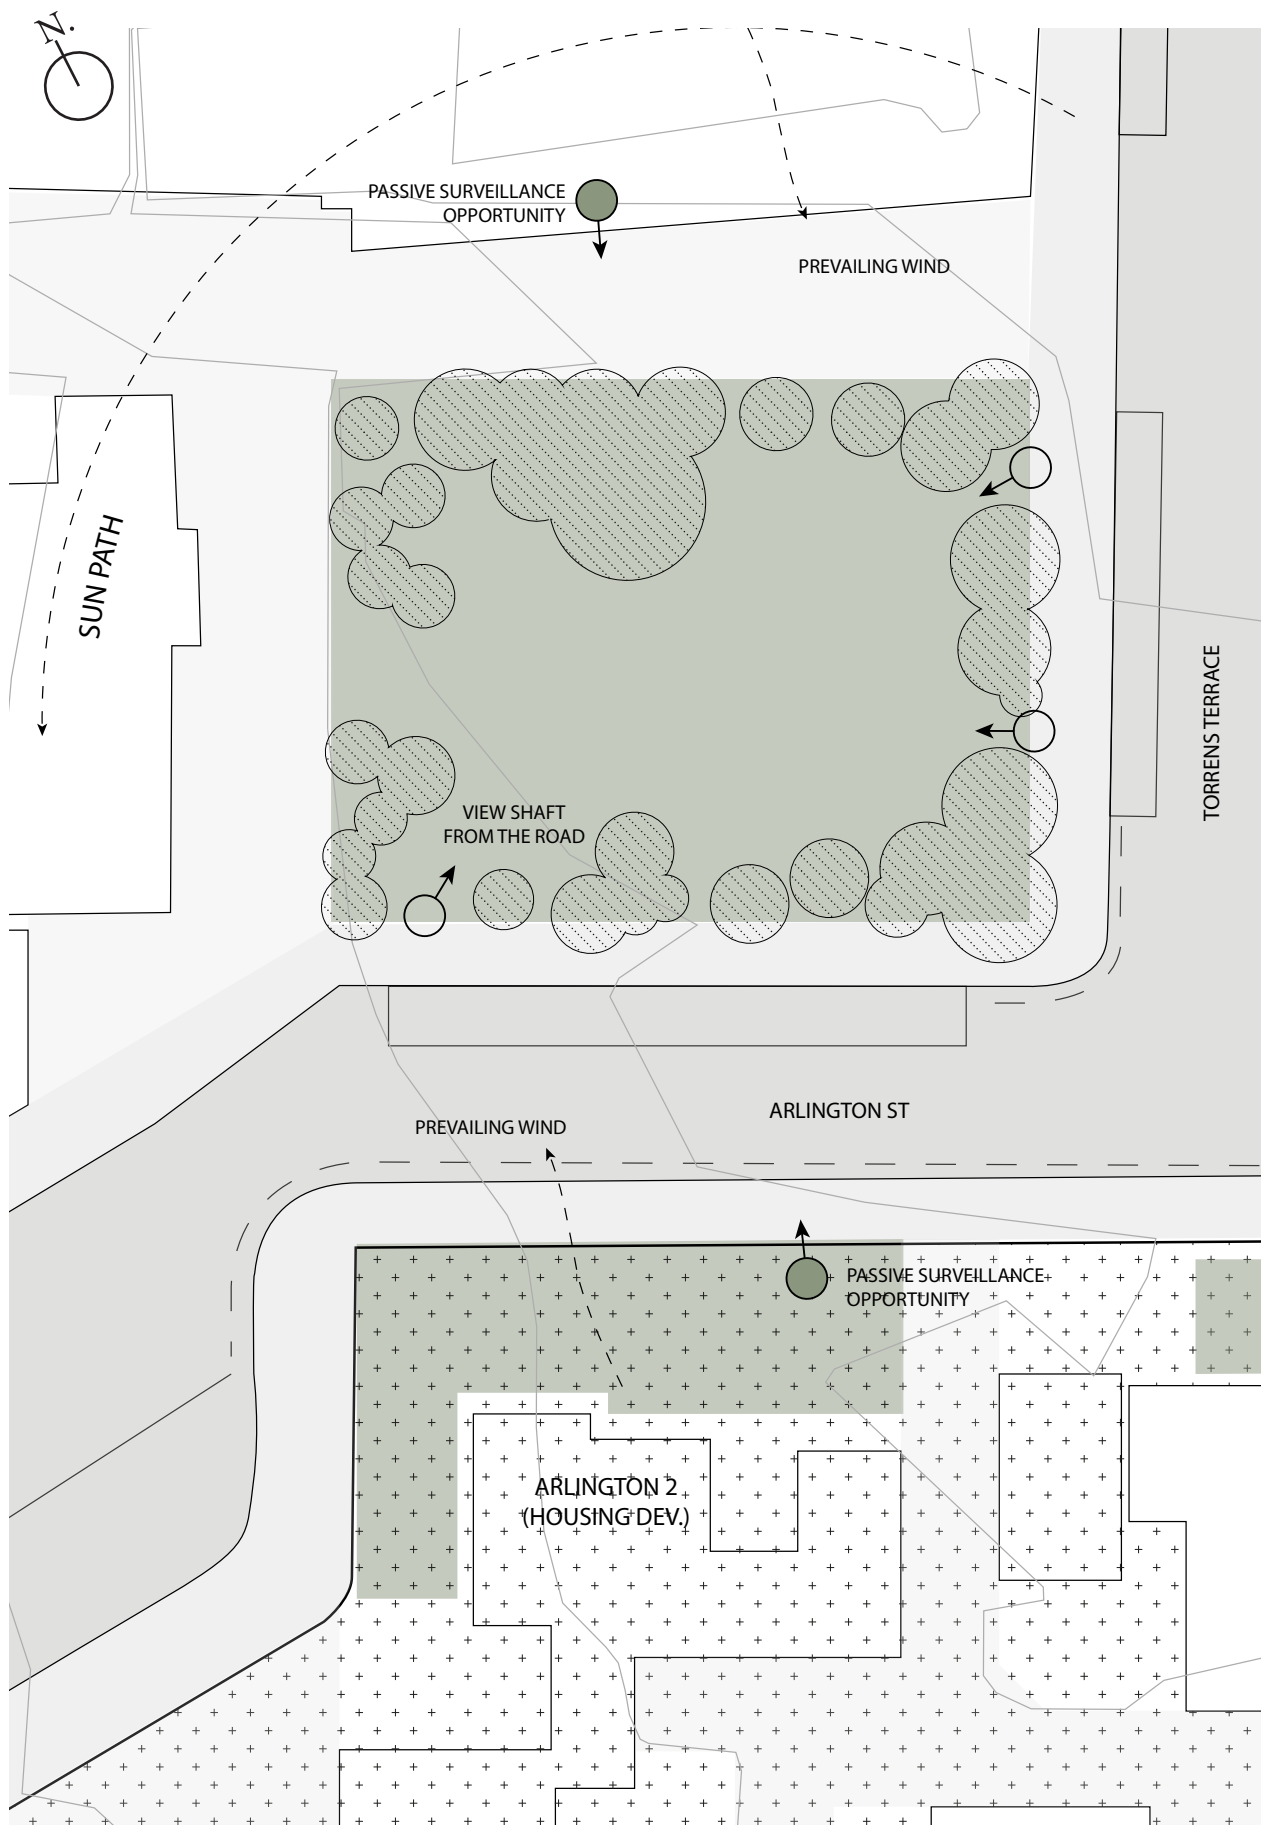 N.
PASSIVE SURVEILLANCE
OPPORTUNITY
PREVAILING WIND
SUN PATH
TORRENS TERRACE
VIEW SHAFT
FROM THE ROAD
ARLINGTON ST
PREVAILING WIND
PASSIVE SURVEILLANCE
OPPORTUNITY
ARLINGTON 2
(HOUSING DEV.)